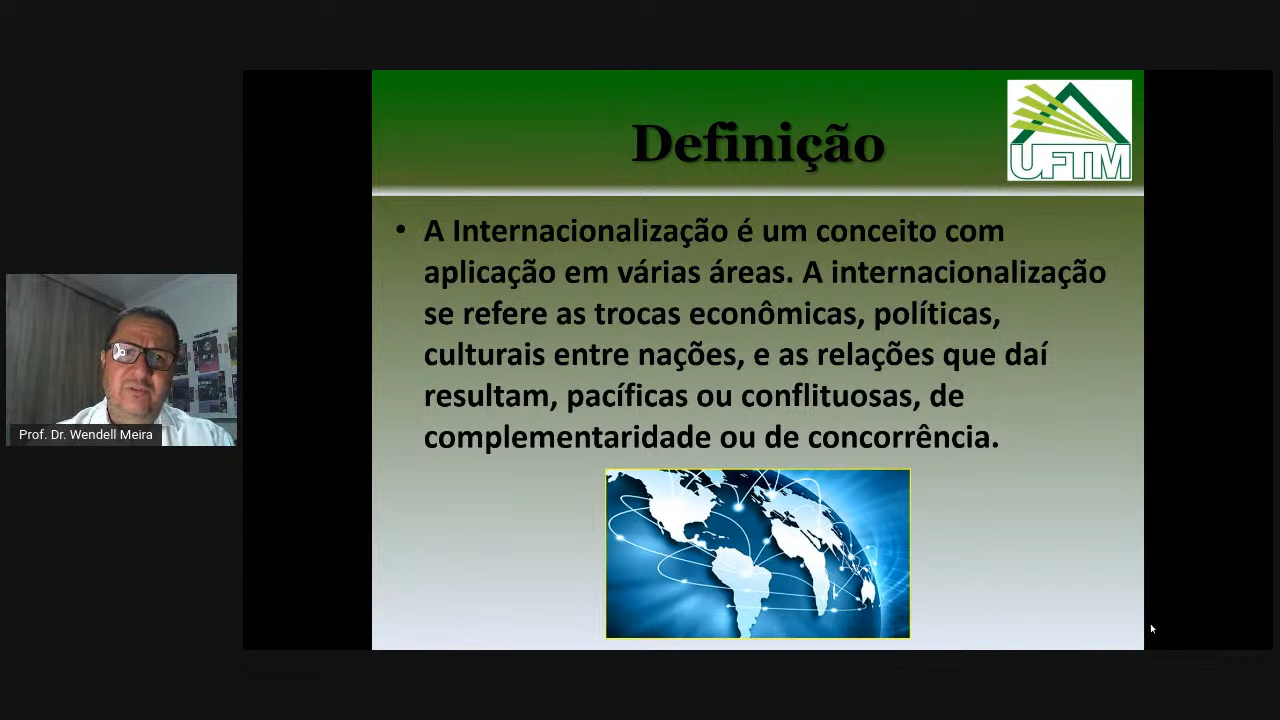 Definição
UFTM
• A Internacionalização é um conceito com
aplicação em várias áreas. A internacionalização
se refere as trocas econômicas, políticas,
culturais entre nações, e as relações que daí
resultam, pacíficas ou conflituosas, de
complementaridade ou de concorrência.
Prof. Dr. Wendell Meira